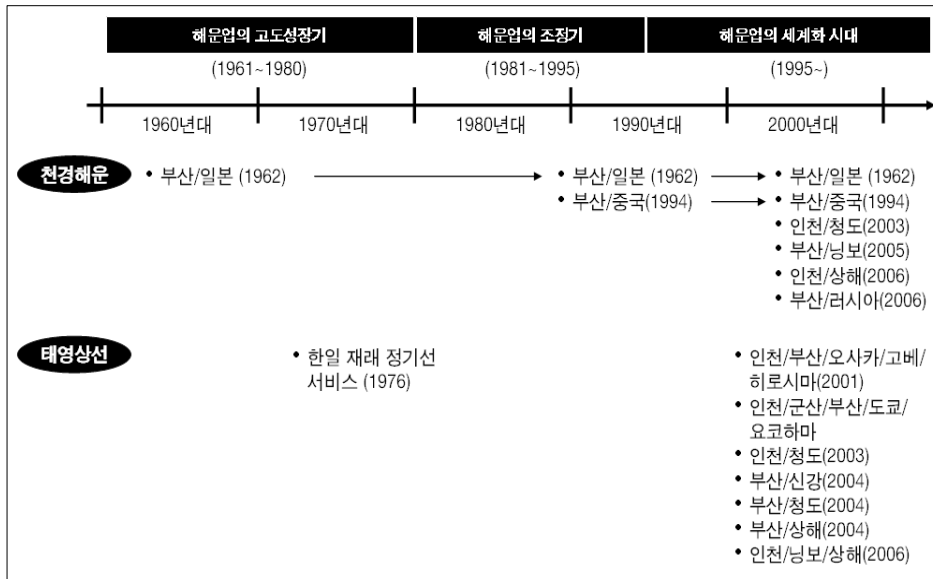 해운업의 고도성장기 해운업의 조정기 해운업의 세계화 시대
(1961~1980) (1981~1995) (1995~)
1960년대 1970년대 1980년대 1990년대 2000년대
천경해운
• 부산/일본 (1962) • 부산/일본 (1962) • 부산/일본 (1962)
• 부산/중국(1994) • 부산/중국(1994)
• 인천/청도(2003)
• 부산/닝보(2005)
• 인천/상해(2006)
• 부산/러시아(2006)
태영상선
• 한일 재래 정기선 • 인천/부산/오사카/고베/
서비스 (1976) 히로시마(2001)
• 인천/군산/부산/도쿄/
요코하마
• 인천/청도(2003)
• 부산/신강(2004)
• 부산/청도(2004)
• 부산/상해(2004)
• 인천/닝보/상해(2006)